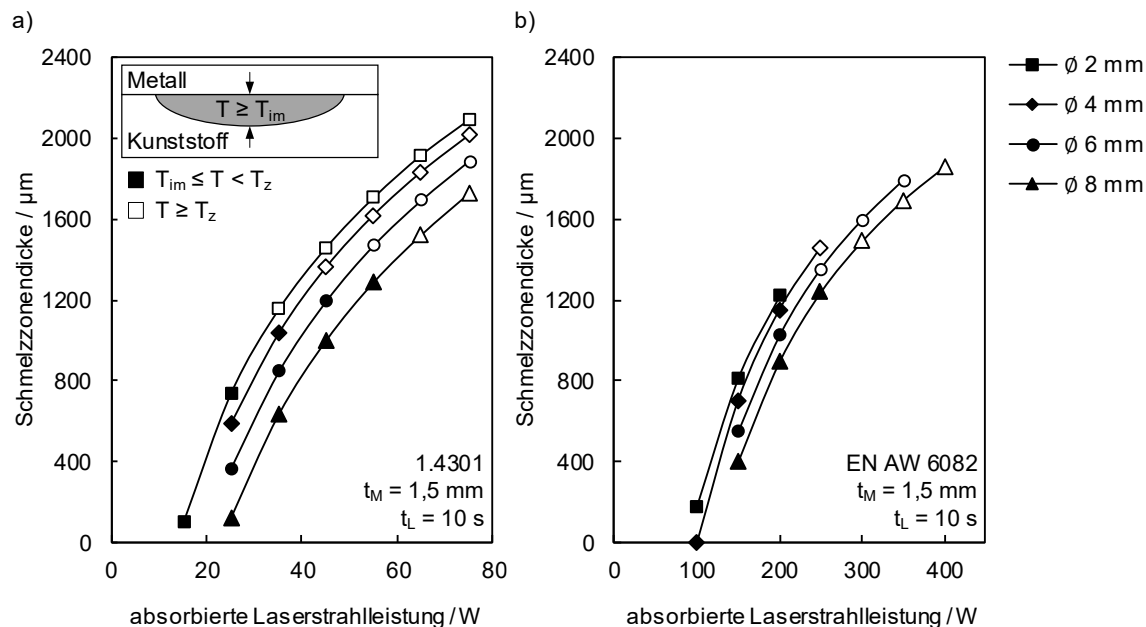 a)
Schmelzzonendicke / µm
2400
2000
1600
1200
800
400
0
Metall
T ≥ Tim
Kunststoff
Tim ≤ T < Tz
T ≥ Tz
1.4301
tM = 1,5 mm
tL = 10 s
0 20 40 60 80
absorbierte Laserstrahlleistung / W
b)
Schmelzzonendicke / µm
2400
2000
1600
1200
800
400
0
EN AW 6082
tM = 1,5 mm
tL = 10 s
0 100 200 300 400
absorbierte Laserstrahlleistung / W
Ø 2 mm
Ø 4 mm
Ø 6 mm
Ø 8 mm